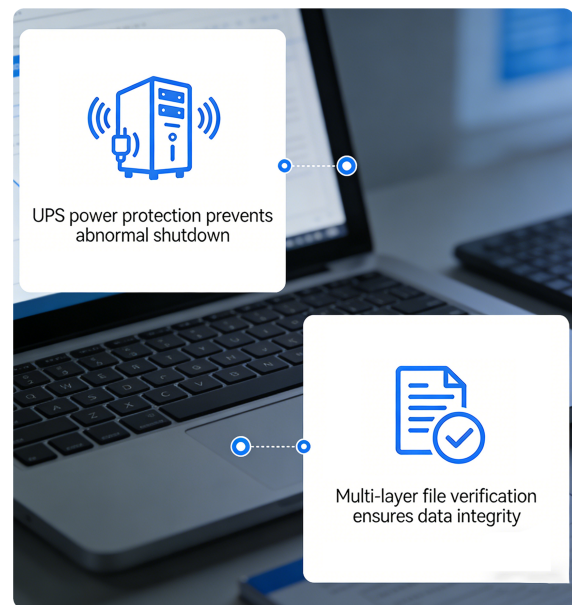 UPS power protection prevents
abnormal shutdown
Multi-layer file verification
ensures data integrity